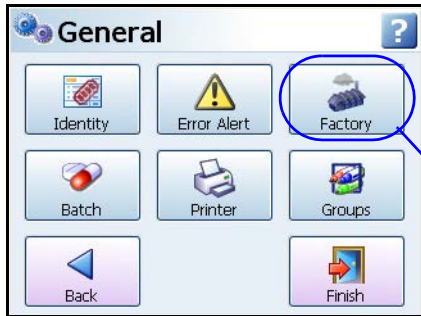 General ?
Identity Error Alert Factory
Batch Printer Groups
Back Finish